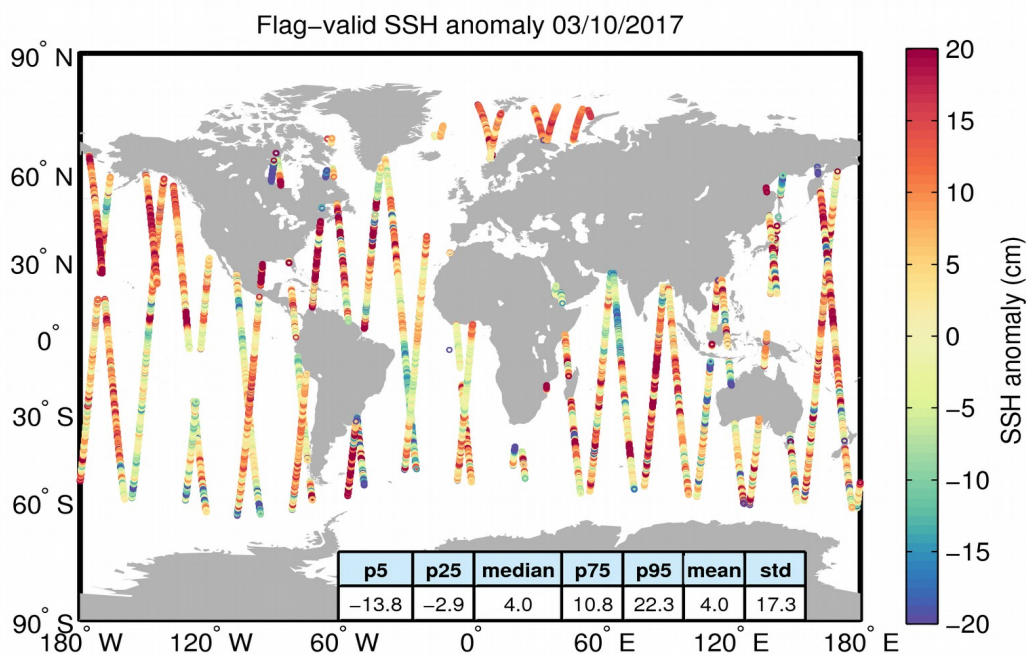 Flag–valid SSH anomaly 03/10/2017
90° N
60° N
30° N
0°
30° S
60° S
90° S
180° W
120° W
60° W
0°
60° E
120° E
180° E
p5 p25 median p75 p95 mean std
−13.8 −2.9 4.0 10.8 22.3 4.0 17.3
20
15
10
5
0
−5
−10
−15
−20
SSH anomaly (cm)